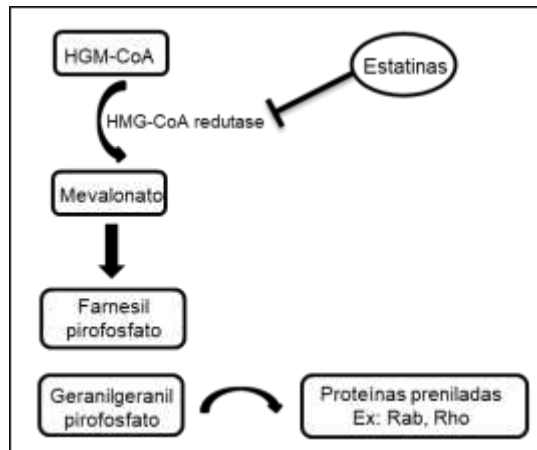 HGM-CoA
Estatinas
HMG-CoA redutase
Mevalonato
Farnesil
pirofosfato
Geranilgeranil
pirofosfato
Proteínas preniladas
Ex: Rab, Rho